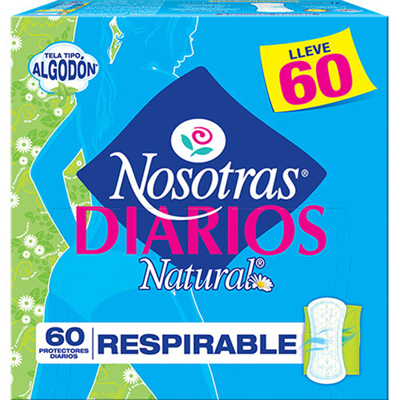 TELA TIPO
ALGODÓN*
LLEVE
60
Nosotras®
DIARIOS
Natural®
60
PROTECTORES
DIARIOS
RESPIRABLE